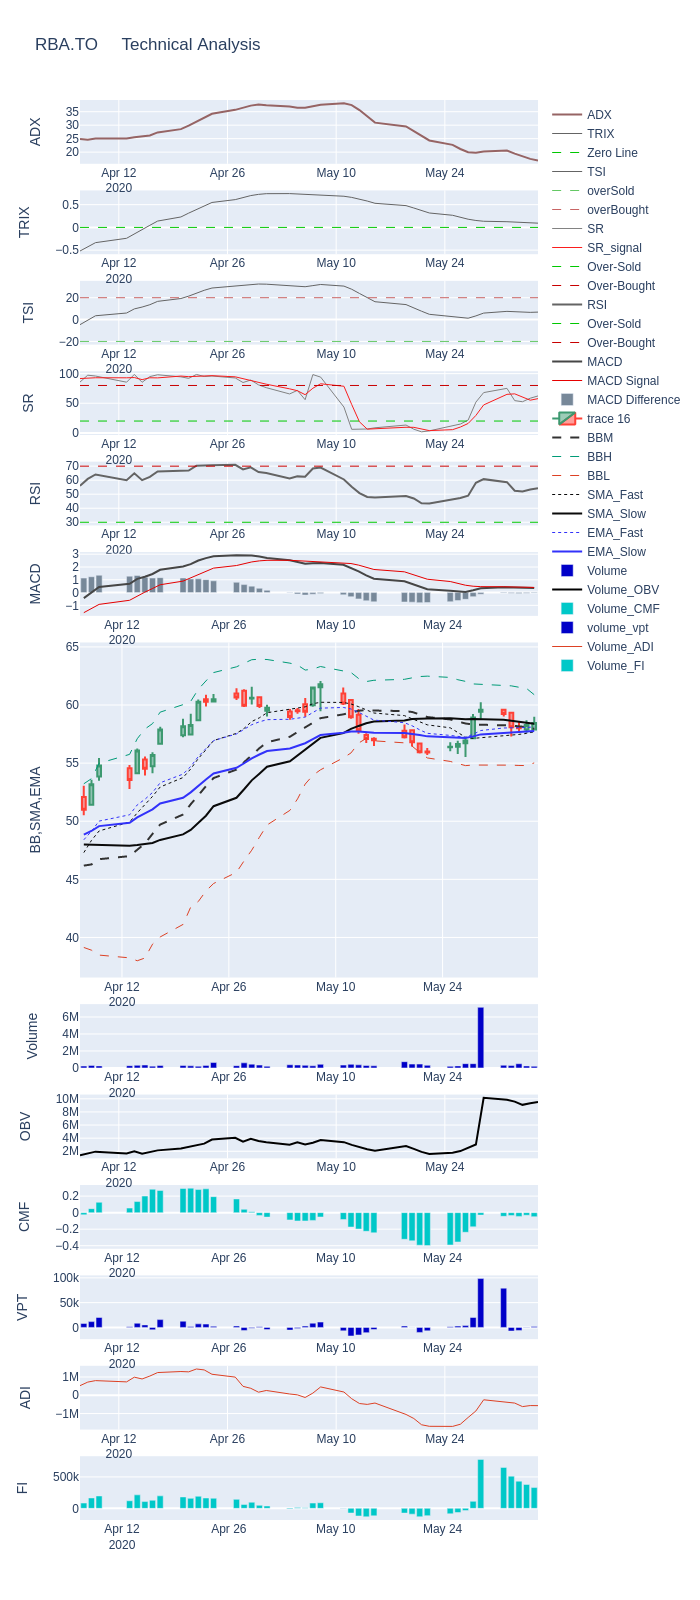 RBA.TO Technical Analysis
ADX
35
30
25
20
Apr 12
2020
Apr 26
May 10
May 24
TRIX
0.5
0
−0.5
Apr 12
2020
Apr 26
May 10
May 24
TSI
20
0
−20
Apr 12
2020
Apr 26
May 10
May 24
SR
100
50
0
Apr 12
2020
Apr 26
May 10
May 24
RSI
70
60
50
40
30
Apr 12
2020
Apr 26
May 10
May 24
MACD
3
2
1
0
−1
Apr 12
2020
Apr 26
May 10
May 24
BB,SMA,EMA
65
60
55
50
45
40
Apr 12
2020
Apr 26
May 10
May 24
Volume
6M
4M
2M
0
Apr 12
2020
Apr 26
May 10
May 24
OBV
10M
8M
6M
4M
2M
Apr 12
2020
Apr 26
May 10
May 24
CMF
0.2
0
−0.2
−0.4
Apr 12
2020
Apr 26
May 10
May 24
VPT
100k
50k
0
Apr 12
2020
Apr 26
May 10
May 24
ADI
1M
0
−1M
Apr 12
2020
Apr 26
May 10
May 24
FI
500k
0
Apr 12
2020
Apr 26
May 10
May 24
ADX
TRIX
Zero Line
TSI
overSold
overBought
SR
SR_signal
Over-Sold
Over-Bought
RSI
Over-Sold
Over-Bought
MACD
MACD Signal
MACD Difference
trace 16
BBM
BBH
BBL
SMA_Fast
SMA_Slow
EMA_Fast
EMA_Slow
Volume
Volume_OBV
Volume_CMF
volume_vpt
Volume_ADI
Volume_FI